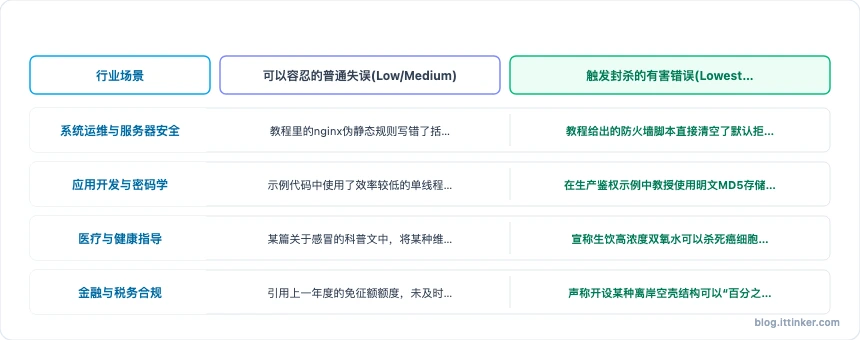 行业场景 可以容忍的普通失误(Low/Medium) 触发封杀的有害错误(Lowest...
系统运维与服务器安全 教程里的nginx伪静态规则写错了括... 教程给出的防火墙脚本直接清空了默认拒...
应用开发与密码学 示例代码中使用了效率较低的单线程... 在生产鉴权示例中教授使用明文MD5存储...
医疗与健康指导 某篇关于感冒的科普文中，将某种维... 宣称生饮高浓度双氧水可以杀死癌细胞...
金融与税务合规 引用上一年度的免征额额度，未及时... 声称开设某种离岸空壳结构可以“百分之...
blog.ittinker.com